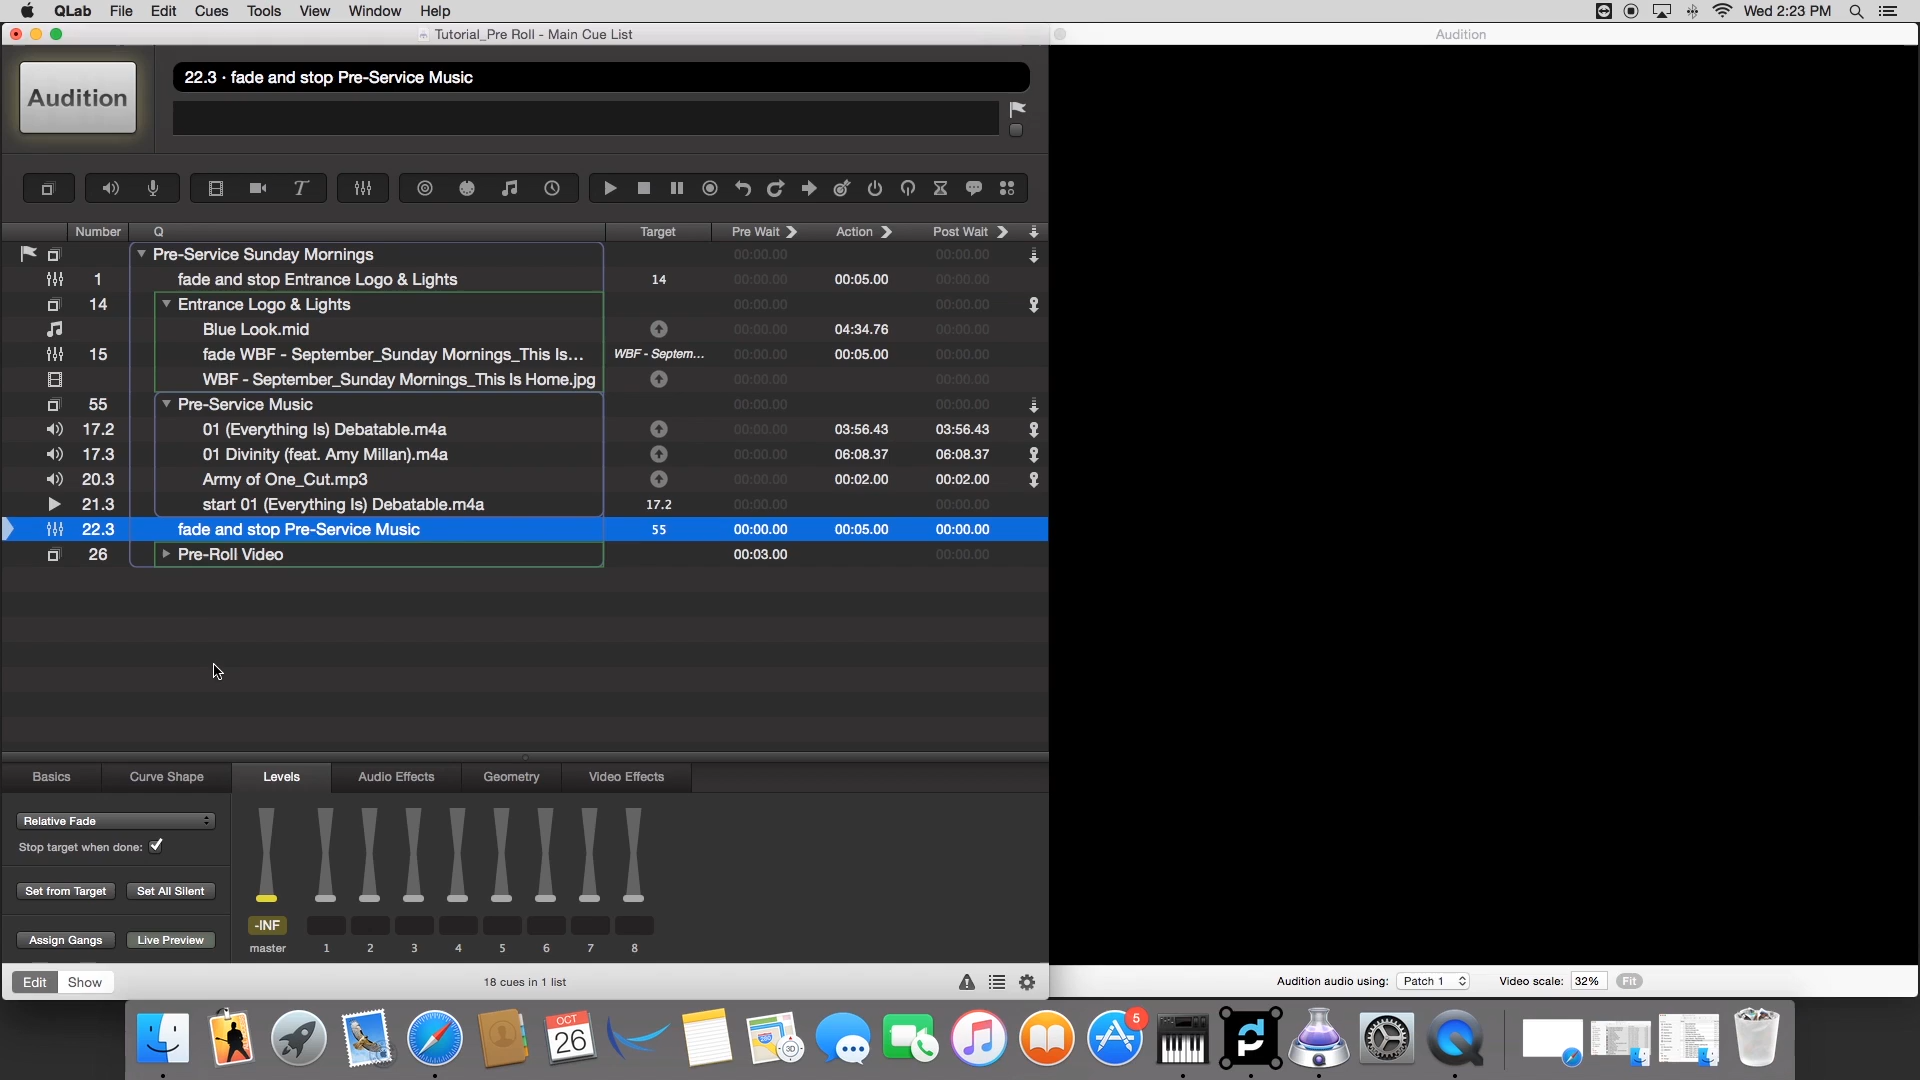 QLab File Edit Cues Tools View Window Help Wed 2:23 PM
Tutorial_Pre Roll - Main Cue List
Audition
Audition
22.3 · fade and stop Pre-Service Music
Number Q Target Pre Wait Action Post Wait
Pre-Service Sunday Mornings 00:00.00 00:00.00
1 fade and stop Entrance Logo & Lights 14 00:00.00 00:05.00 00:00.00
14 Entrance Logo & Lights 00:00.00 00:00.00
Blue Look.mid 00:00.00 04:34.76 00:00.00
15 fade WBF - September_Sunday Mornings_This Is... WBF - Septem... 00:00.00 00:05.00 00:00.00
WBF - September_Sunday Mornings_This Is Home.jpg 00:00.00 00:00.00
55 Pre-Service Music 00:00.00 00:00.00
17.2 01 (Everything Is) Debatable.m4a 00:00.00 03:56.43 03:56.43
17.3 01 Divinity (feat. Amy Millan).m4a 00:00.00 06:08.37 06:08.37
20.3 Army of One_Cut.mp3 00:00.00 00:02.00 00:02.00
21.3 start 01 (Everything Is) Debatable.m4a 17.2 00:00.00 00:00.00
22.3 fade and stop Pre-Service Music 55 00:00.00 00:05.00 00:00.00
26 Pre-Roll Video 00:03.00 00:00.00
Basics Curve Shape Levels Audio Effects Geometry Video Effects
Relative Fade
Stop target when done:
Set from Target Set All Silent
-INF
Assign Gangs Live Preview
master 1 2 3 4 5 6 7 8
Edit Show 18 cues in 1 list
Audition audio using: Patch 1 Video scale: 32% Fit
OCT
26
5